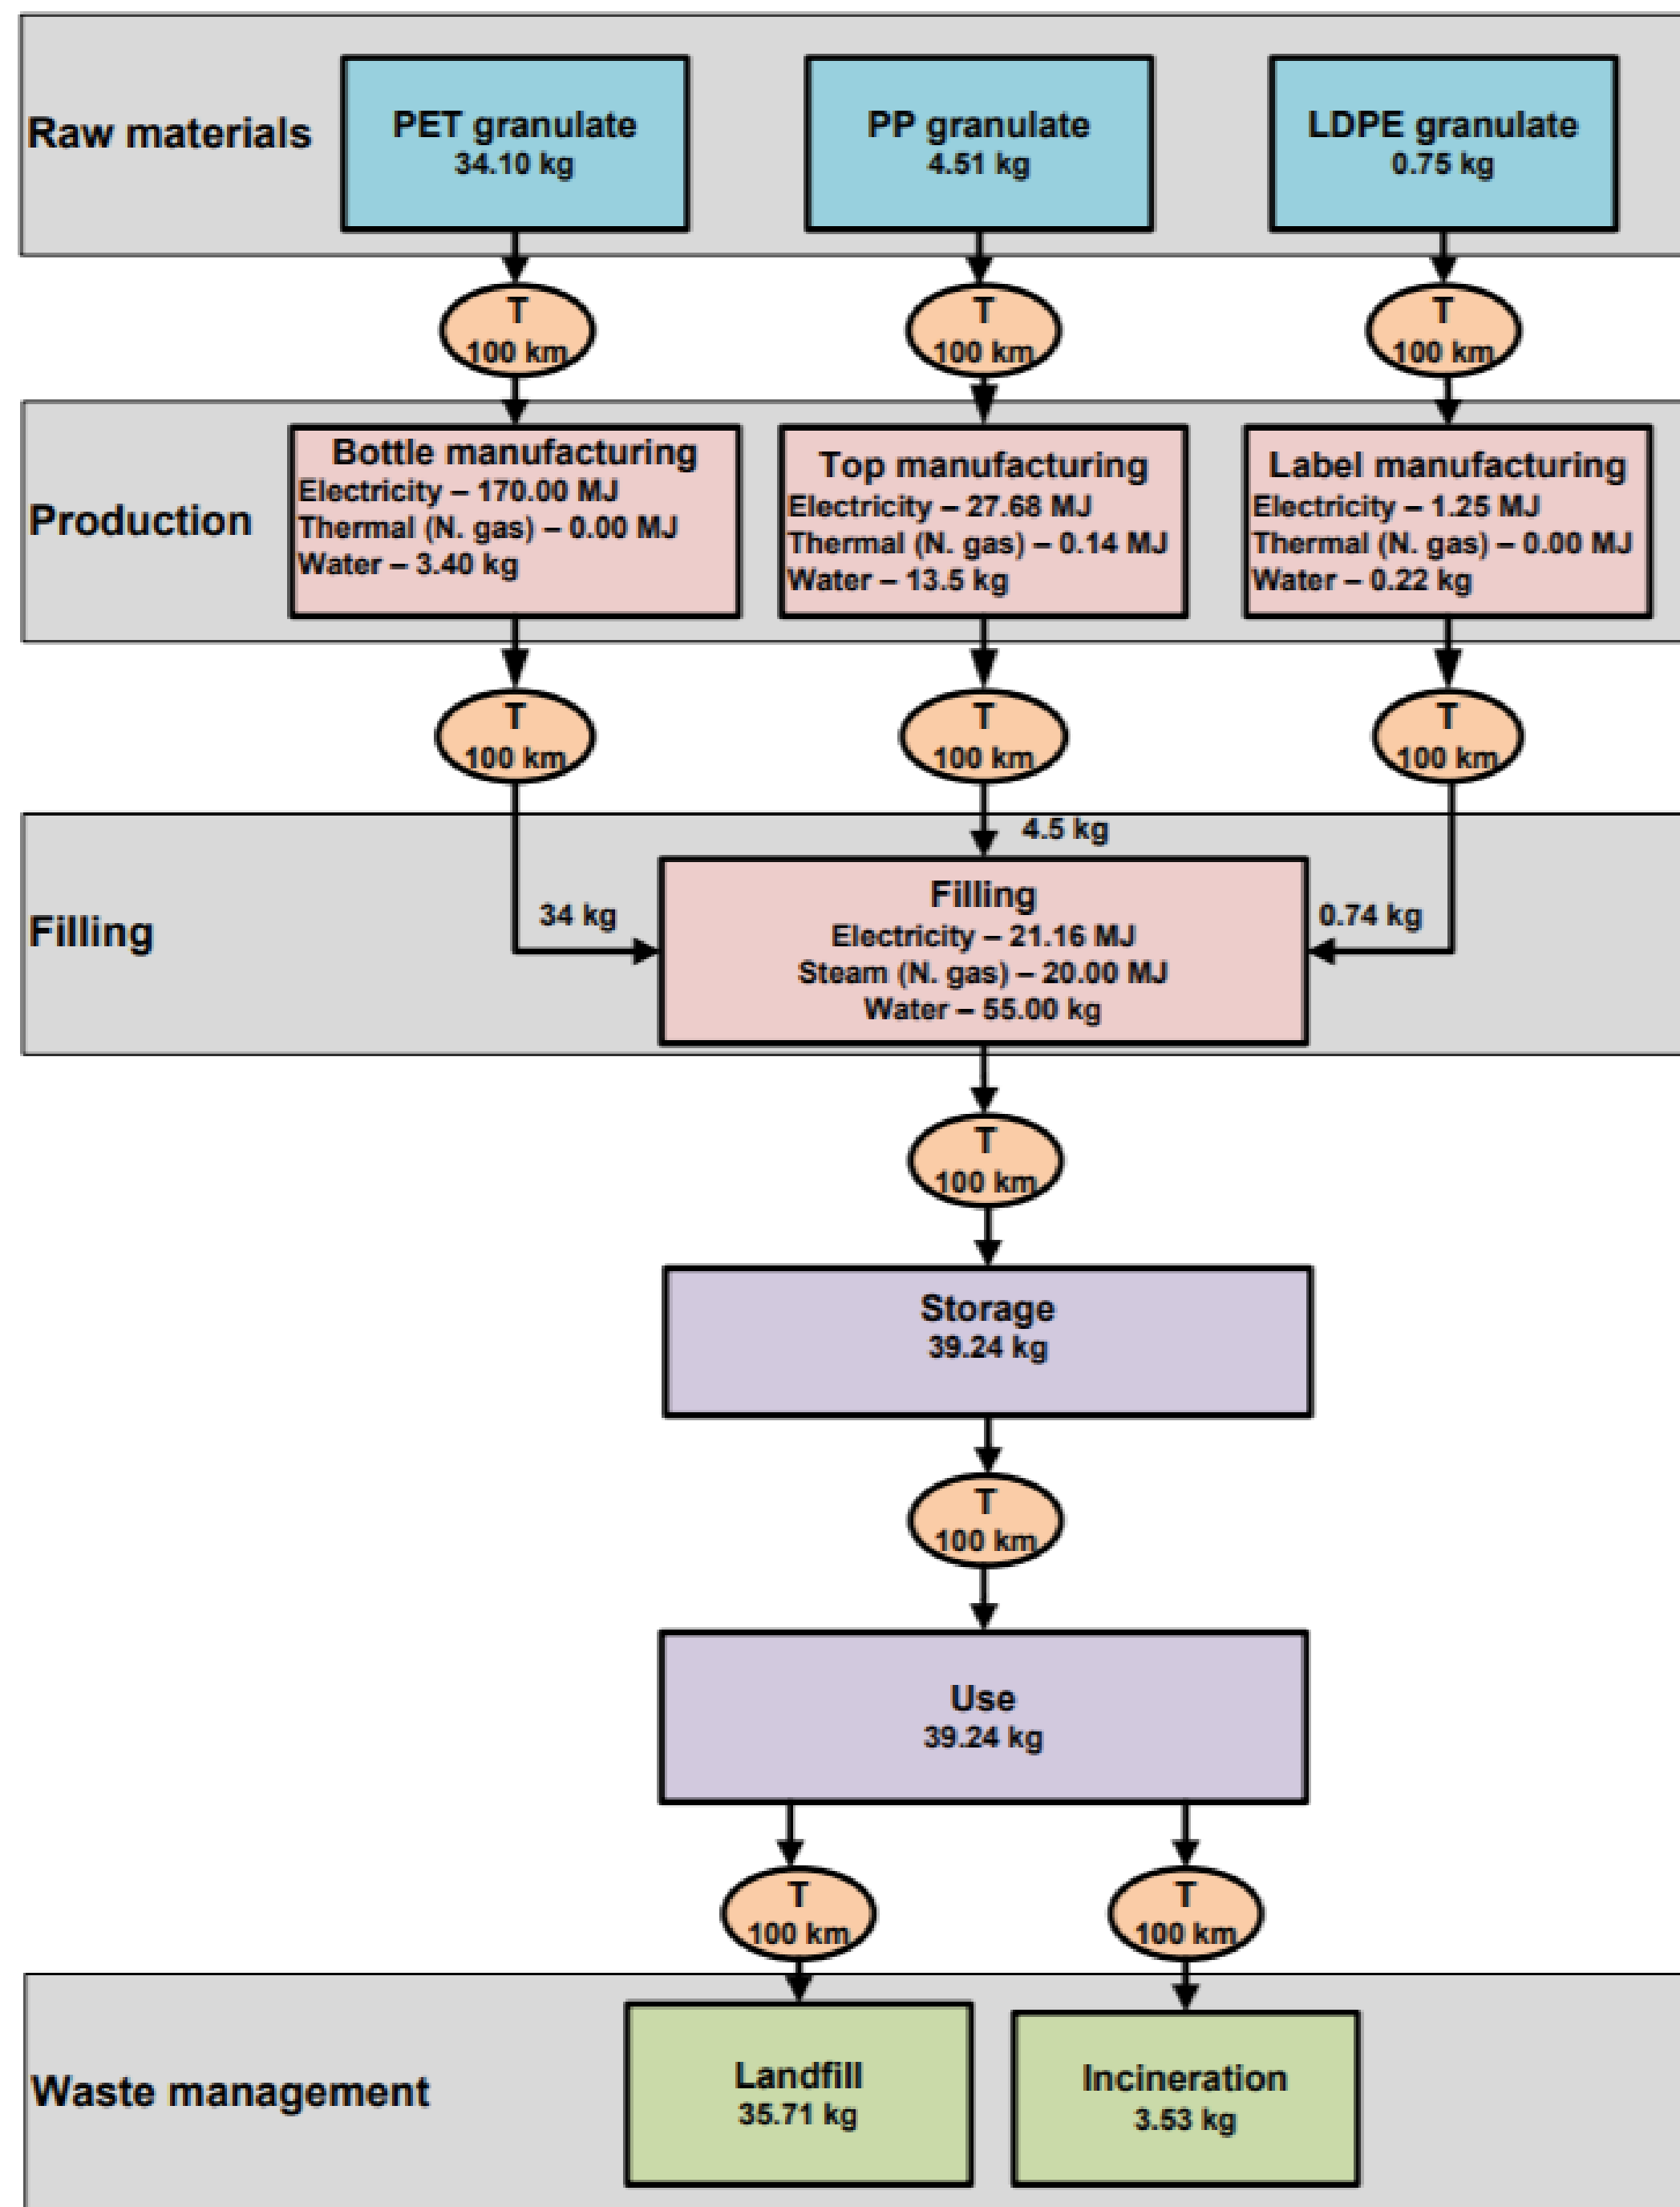 Raw materials
PET granulate
34.10 kg
PP granulate
4.51 kg
LDPE granulate
0.75 kg
T
100 km
T
100 km
T
100 km
Production
Bottle manufacturing
Electricity – 170.00 MJ
Thermal (N. gas) – 0.00 MJ
Water – 3.40 kg
Top manufacturing
Electricity – 27.68 MJ
Thermal (N. gas) – 0.14 MJ
Water – 13.5 kg
Label manufacturing
Electricity – 1.25 MJ
Thermal (N. gas) – 0.00 MJ
Water – 0.22 kg
T
100 km
T
100 km
T
100 km
Filling
34 kg
4.5 kg
0.74 kg
Filling
Electricity – 21.16 MJ
Steam (N. gas) – 20.00 MJ
Water – 55.00 kg
T
100 km
Storage
39.24 kg
T
100 km
Use
39.24 kg
T
100 km
T
100 km
Waste management
Landfill
35.71 kg
Incineration
3.53 kg